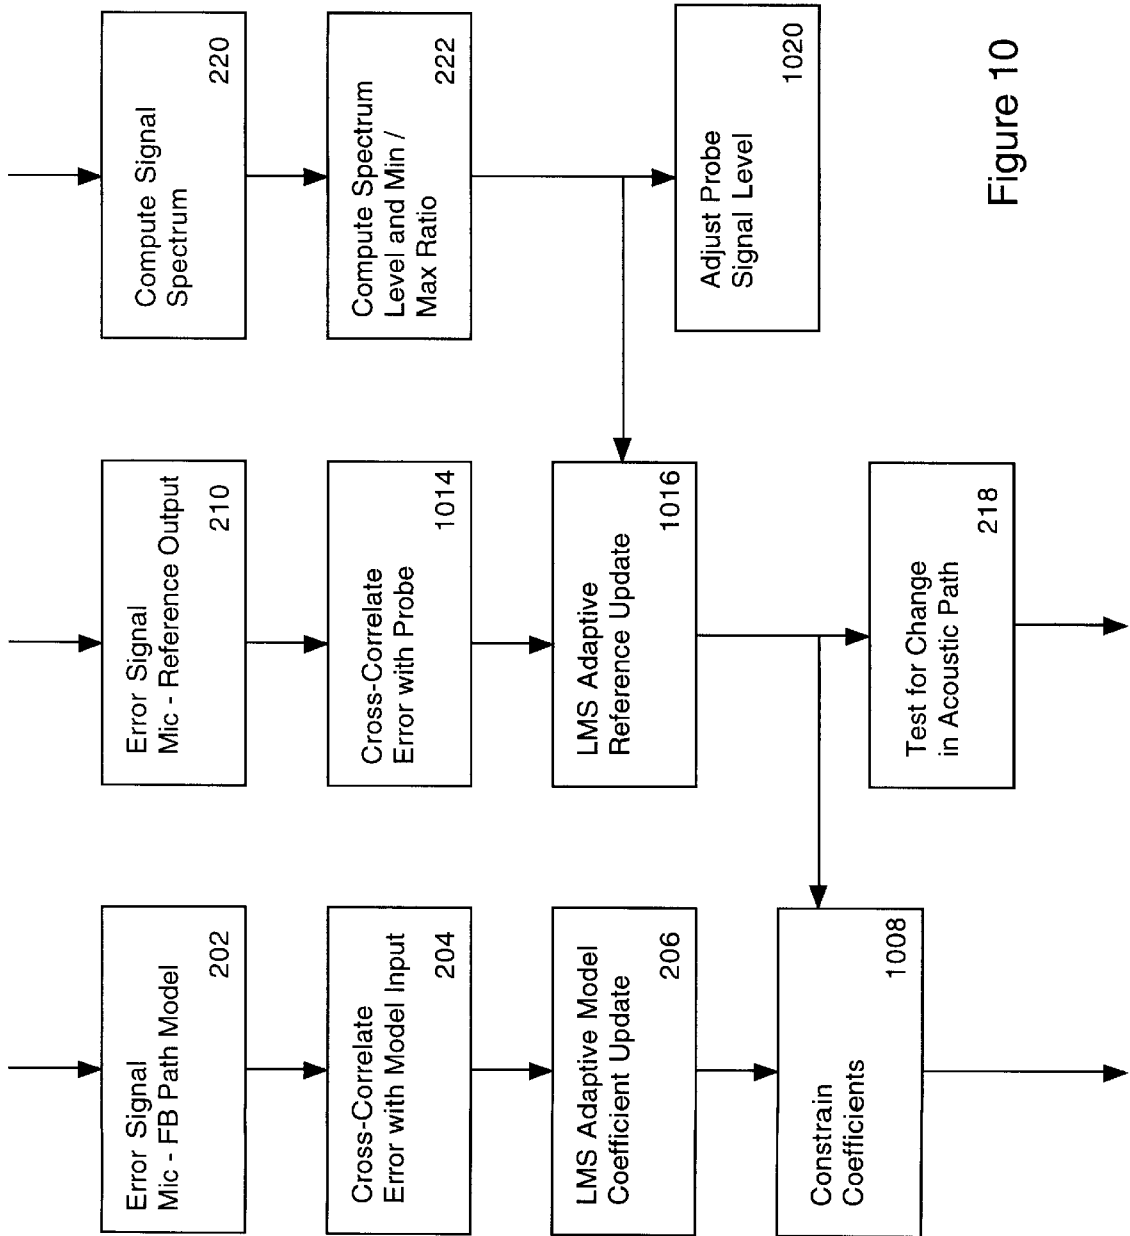 Error Signal
Mic - FB Path Model
202
Cross-Correlate
Error with Model Input
204
LMS Adaptive Model
Coefficient Update
206
Constrain
Coefficients
1008
Error Signal
Mic - Reference Output
210
Cross-Correlate
Error with Probe
1014
LMS Adaptive
Reference Update
1016
Test for Change
in Acoustic Path
218
Compute Signal
Spectrum
220
Compute Spectrum
Level and Min /
Max Ratio
222
Adjust Probe
Signal Level
1020
Figure 10